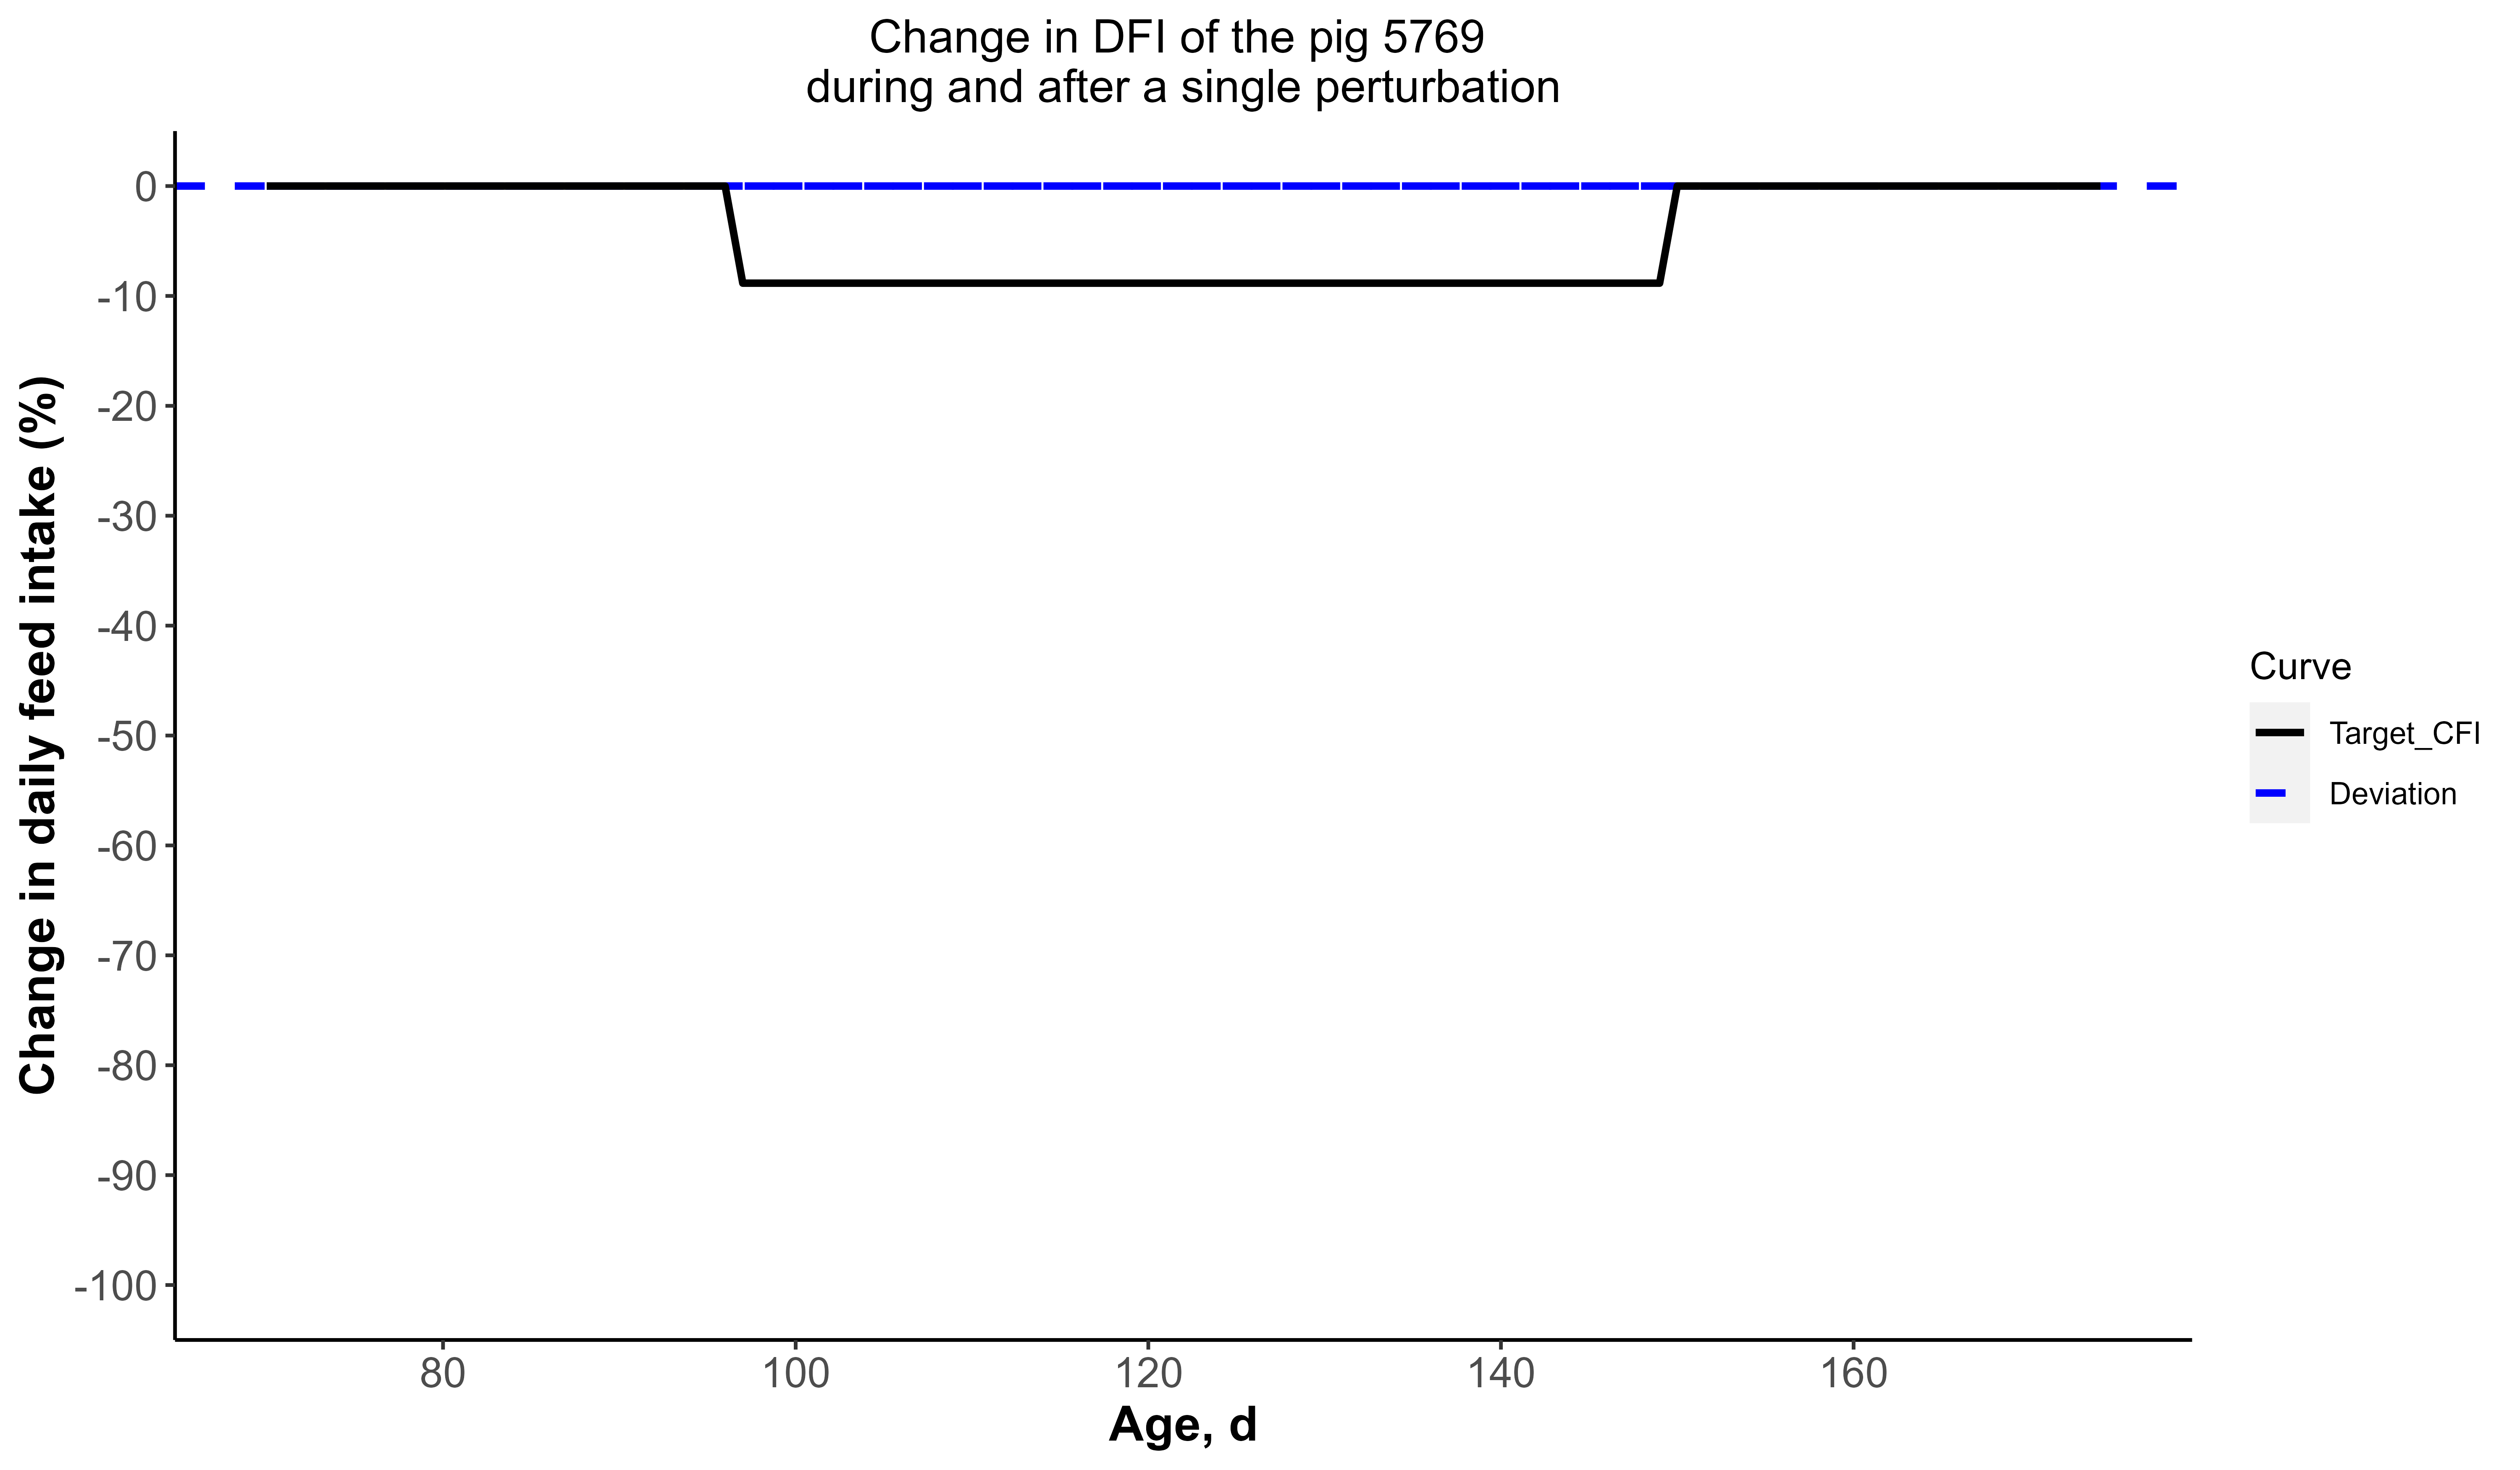 Change in DFI of the pig 5769
during and after a single perturbation
Change in daily feed intake (%)
0
-10
-20
-30
-40
-50
-60
-70
-80
-90
-100
80
100
120
140
160
Age, d
Curve
Target_CFI
Deviation